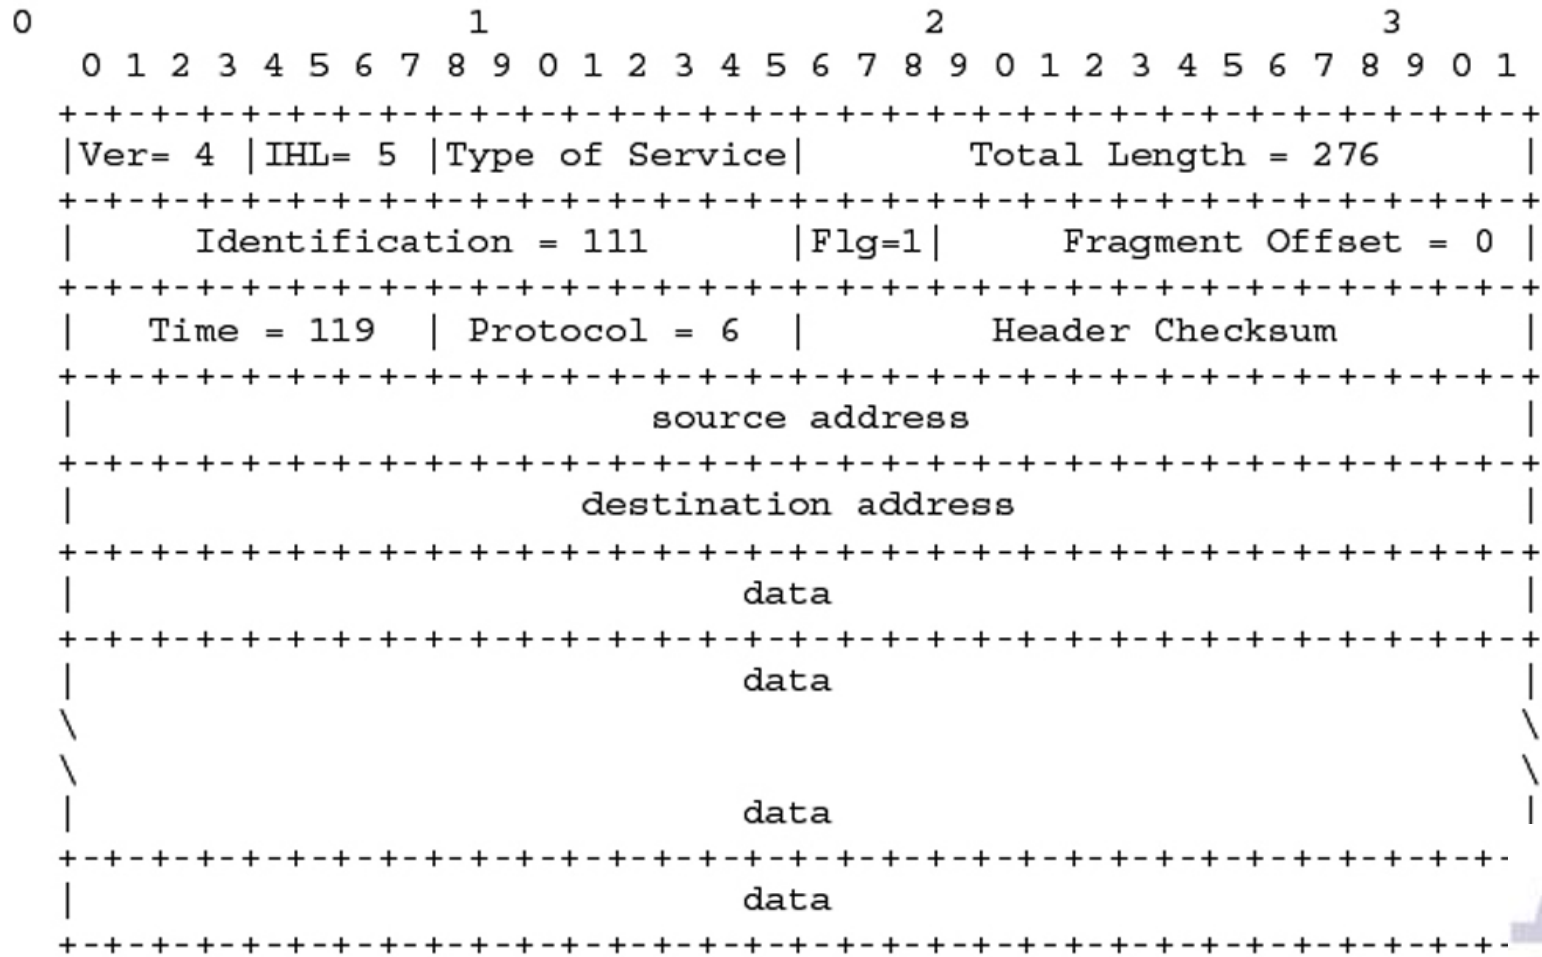 0                   1                   2                   3
  0 1 2 3 4 5 6 7 8 9 0 1 2 3 4 5 6 7 8 9 0 1 2 3 4 5 6 7 8 9 0 1
 +-+-+-+-+-+-+-+-+-+-+-+-+-+-+-+-+-+-+-+-+-+-+-+-+-+-+-+-+-+-+-+-+
 |Ver= 4 |IHL= 5 |Type of Service|       Total Length = 276      |
 +-+-+-+-+-+-+-+-+-+-+-+-+-+-+-+-+-+-+-+-+-+-+-+-+-+-+-+-+-+-+-+-+
 |     Identification = 111      |Flg=1|     Fragment Offset = 0 |
 +-+-+-+-+-+-+-+-+-+-+-+-+-+-+-+-+-+-+-+-+-+-+-+-+-+-+-+-+-+-+-+-+
 |   Time = 119  | Protocol = 6  |        Header Checksum        |
 +-+-+-+-+-+-+-+-+-+-+-+-+-+-+-+-+-+-+-+-+-+-+-+-+-+-+-+-+-+-+-+-+
 |                         source address                        |
 +-+-+-+-+-+-+-+-+-+-+-+-+-+-+-+-+-+-+-+-+-+-+-+-+-+-+-+-+-+-+-+-+
 |                      destination address                      |
 +-+-+-+-+-+-+-+-+-+-+-+-+-+-+-+-+-+-+-+-+-+-+-+-+-+-+-+-+-+-+-+-+
 |                             data                              |
 +-+-+-+-+-+-+-+-+-+-+-+-+-+-+-+-+-+-+-+-+-+-+-+-+-+-+-+-+-+-+-+-+
 |                             data                              |
 \                                                               \
 \                                                               \
 |                             data                              |
 +-+-+-+-+-+-+-+-+-+-+-+-+-+-+-+-+-+-+-+-+-+-+-+-+-+-+-+-+-+-+-+-
 |                             data
 +-+-+-+-+-+-+-+-+-+-+-+-+-+-+-+-+-+-+-+-+-+-+-+-+-+-+-+-+-+-+-+-